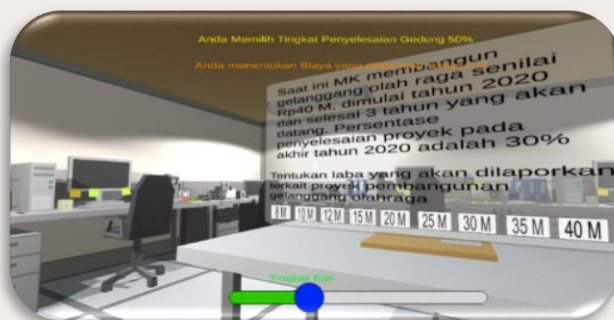 Anda Memilih Tingkat Penyelesaian Gedung 50%
Anda menentukan Biaya yang
Saat ini MK membangun
gelanggang olah raga senilai
Rp40 M, dimulai tahun 2020
dan selesai 3 tahun yang akan
datang. Persentase
penyelesaian proyek pada
akhir tahun 2020 adalah 30%
Tentukan laba yang akan dilaporkan
terkait proyek pembangunan
gelanggang olahraga
8 M 10 M 12 M 15 M 20 M 25 M 30 M 35 M 40 M
Tingkat Etis